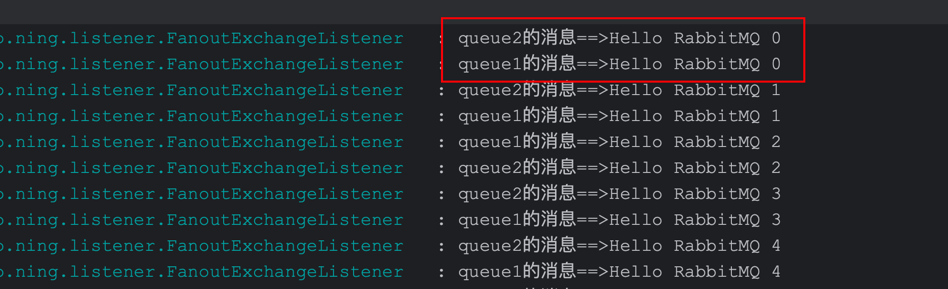 o.ning.listener.FanoutExchangeListener : queue2的消息==>Hello RabbitMQ 0
o.ning.listener.FanoutExchangeListener : queue1的消息==>Hello RabbitMQ 0
o.ning.listener.FanoutExchangeListener : queue2的消息==>Hello RabbitMQ 1
o.ning.listener.FanoutExchangeListener : queue1的消息==>Hello RabbitMQ 1
o.ning.listener.FanoutExchangeListener : queue1的消息==>Hello RabbitMQ 2
o.ning.listener.FanoutExchangeListener : queue2的消息==>Hello RabbitMQ 2
o.ning.listener.FanoutExchangeListener : queue2的消息==>Hello RabbitMQ 3
o.ning.listener.FanoutExchangeListener : queue1的消息==>Hello RabbitMQ 3
o.ning.listener.FanoutExchangeListener : queue2的消息==>Hello RabbitMQ 4
o.ning.listener.FanoutExchangeListener : queue1的消息==>Hello RabbitMQ 4